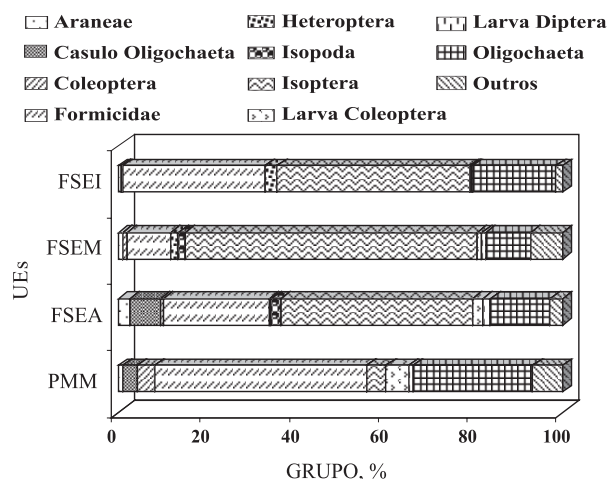 Araneae Heteroptera Larva Diptera
Casulo Oligochaeta Isopoda Oligochaeta
Coleoptera Isoptera Outros
Formicidae Larva Coleoptera
FSEI
FSEM
UEs
FSEA
PMM
0 20 40 60 80 100
GRUPO, %